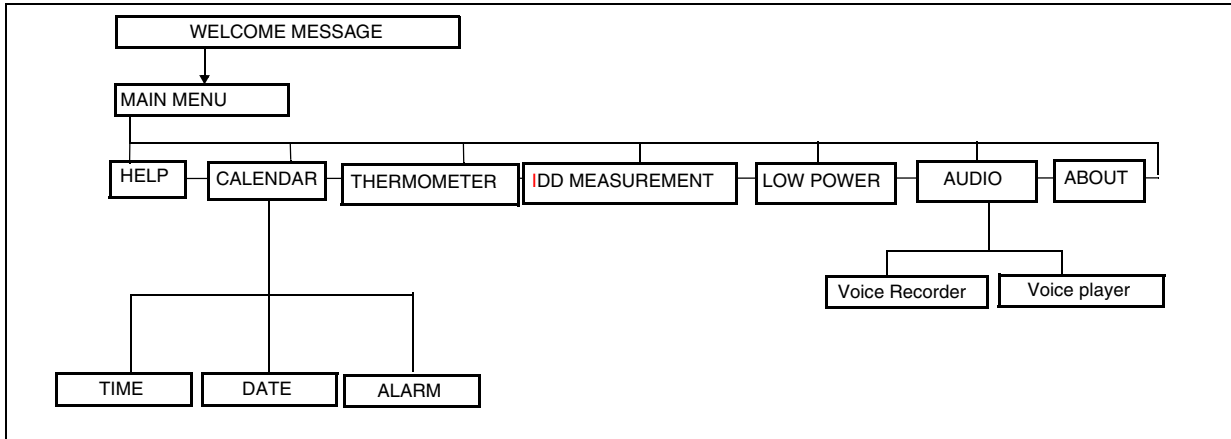 WELCOME MESSAGE
MAIN MENU
HELP
CALENDAR
THERMOMETER
IDD MEASUREMENT
LOW POWER
AUDIO
ABOUT
Voice Recorder
Voice player
TIME
DATE
ALARM